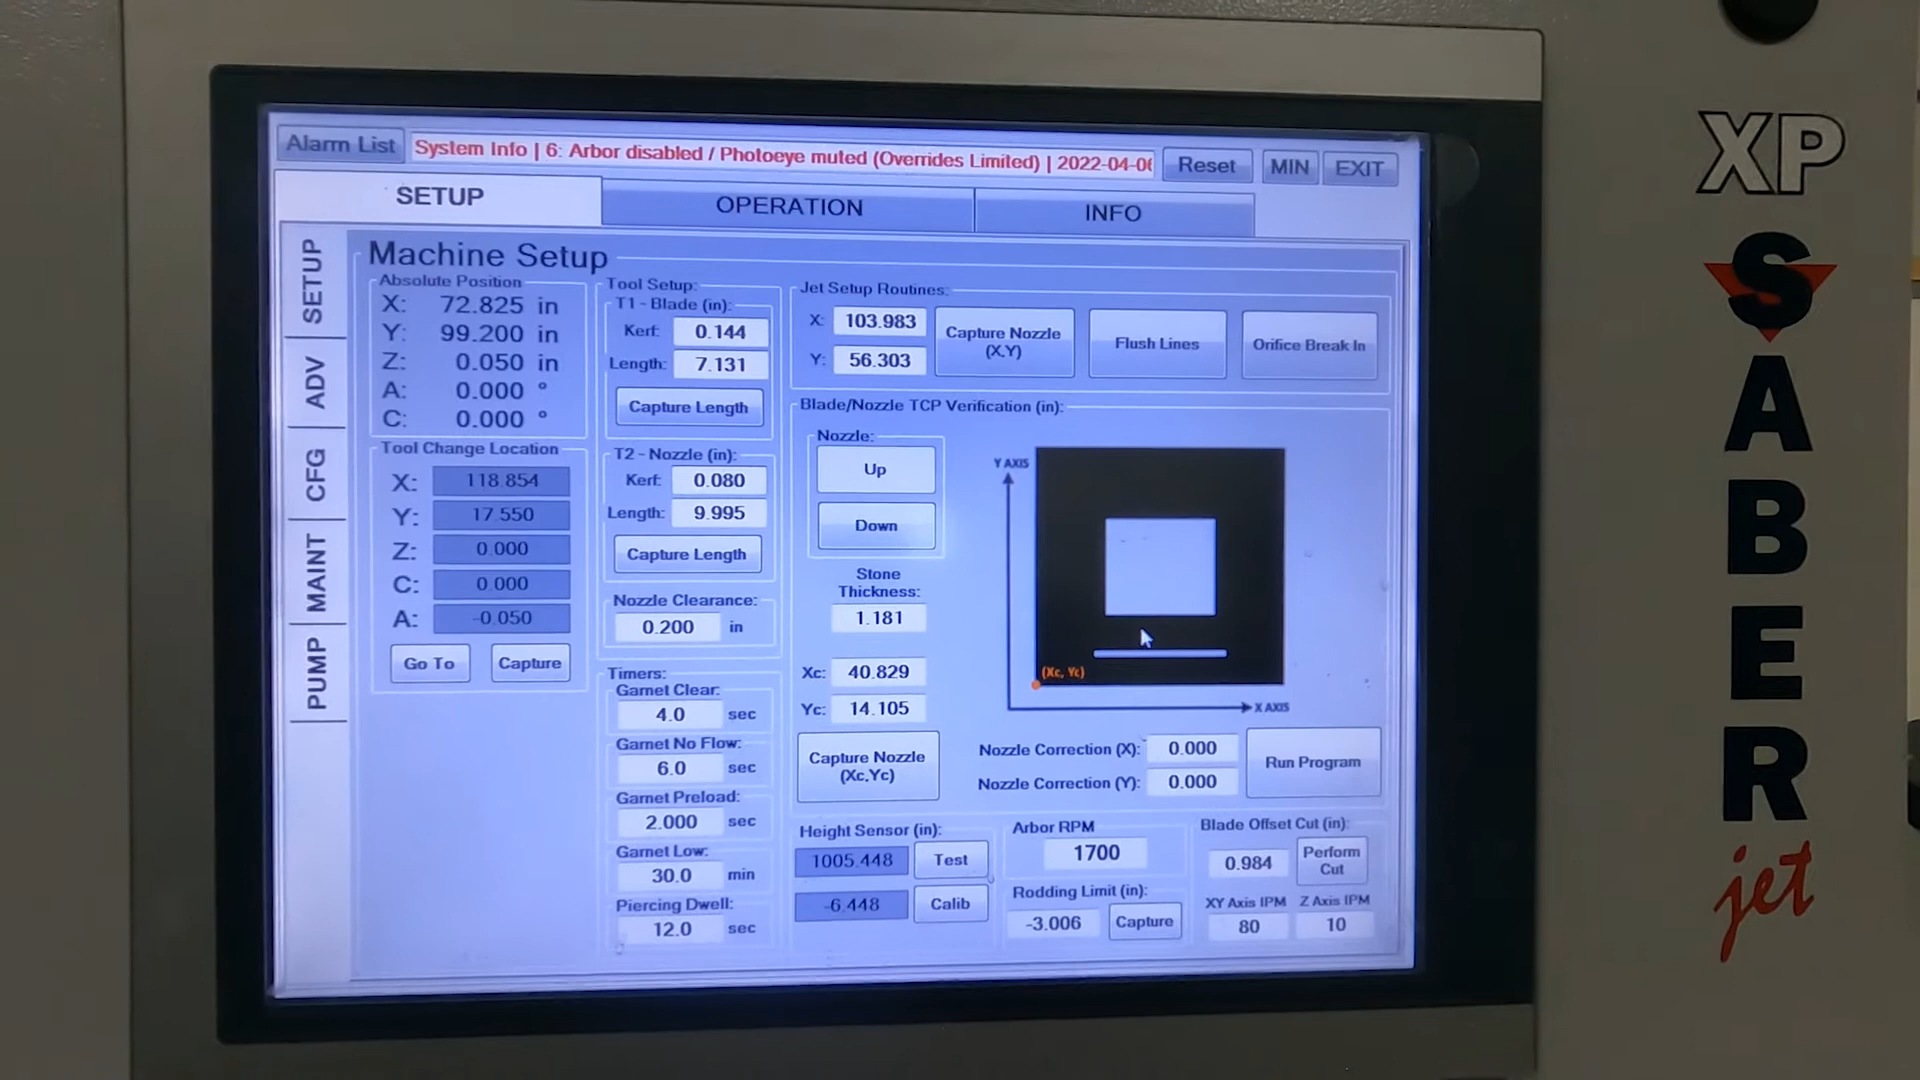 Alarm List
System Info | 6: Arbor disabled / Photoeye muted (Overrides Limited) | 2022-04-06
Reset
MIN
EXIT
SETUP
OPERATION
INFO
SETUP
ADV
CFG
MAINT
PUMP
Machine Setup
Absolute Position
X: 72.825 in
Y: 99.200 in
Z: 0.050 in
A: 0.000 °
C: 0.000 °
Tool Change Location
X: 118.854
Y: 17.550
Z: 0.000
C: 0.000
A: -0.050
Go To
Capture
Tool Setup:
T1 - Blade (in):
Kerf: 0.144
Length: 7.131
Capture Length
T2 - Nozzle (in):
Kerf: 0.080
Length: 9.995
Capture Length
Nozzle Clearance:
0.200 in
Timers:
Garnet Clear:
4.0 sec
Garnet No Flow:
6.0 sec
Garnet Preload:
2.000 sec
Garnet Low:
30.0 min
Piercing Dwell:
12.0 sec
Jet Setup Routines:
X: 103.983
Y: 56.303
Capture Nozzle
(X,Y)
Flush Lines
Orifice Break In
Blade/Nozzle TCP Verification (in):
Nozzle:
Up
Down
Stone
Thickness:
1.181
Xc: 40.829
Yc: 14.105
Capture Nozzle
(Xc,Yc)
Y AXIS
(Xc, Yc)
X AXIS
Nozzle Correction (X): 0.000
Nozzle Correction (Y): 0.000
Run Program
Height Sensor (in):
1005.448
Test
-6.448
Calib
Arbor RPM
1700
Rodding Limit (in):
-3.006
Capture
Blade Offset Cut (in):
0.984
Perform
Cut
XY Axis IPM
Z Axis IPM
80
10
XP
SABER
jet